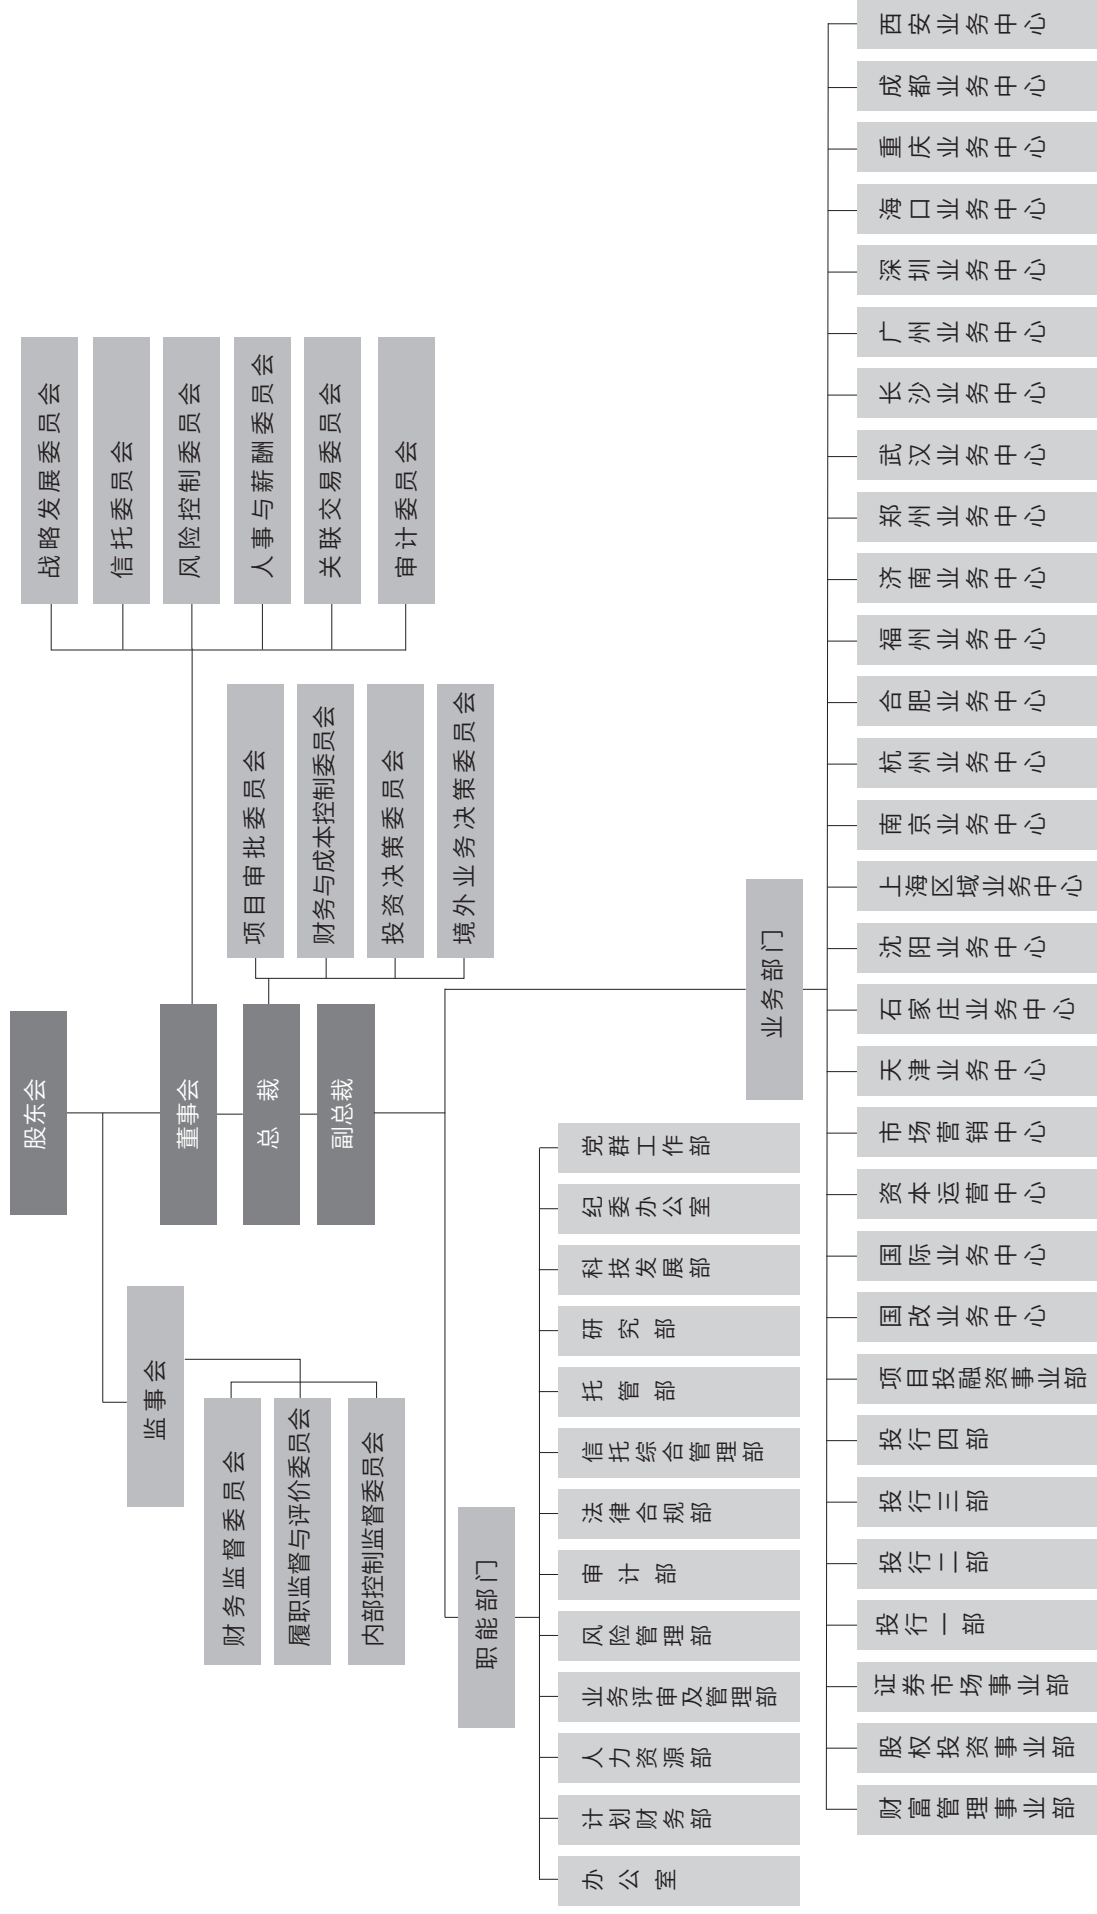 股东会
监事会
财务监督委员会
履职监督与评价委员会
内部控制监督委员会
董事会
战略发展委员会
信托委员会
风险控制委员会
人事与薪酬委员会
关联交易委员会
审计委员会
总 裁
项目审批委员会
财务与成本控制委员会
投资决策委员会
境外业务决策委员会
副总裁
职能部门
办公室
计划财务部
人力资源部
业务评审及管理部
风险管理部
审计部
法律合规部
信托综合管理部
托管部
研究部
科技发展部
纪委办公室
党群工作部
业务部门
财富管理事业部
股权投资事业部
证券市场事业部
投行一部
投行二部
投行三部
投行四部
项目投融资事业部
国改业务中心
国际业务中心
资本运营中心
市场营销中心
天津业务中心
石家庄业务中心
沈阳业务中心
上海区域业务中心
南京业务中心
杭州业务中心
合肥业务中心
福州业务中心
济南业务中心
郑州业务中心
武汉业务中心
长沙业务中心
广州业务中心
深圳业务中心
海口业务中心
重庆业务中心
成都业务中心
西安业务中心